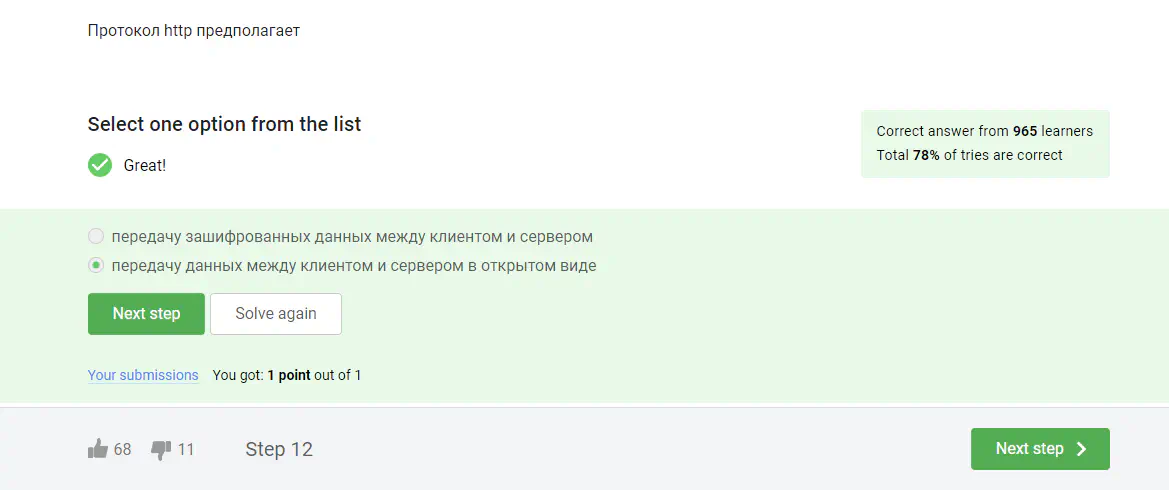 Протокол http предполагает
Select one option from the list
Correct answer from 965 learners
Total 78% of tries are correct
Great!
передачу зашифрованных данных между клиентом и сервером
передачу данных между клиентом и сервером в открытом виде
Next step
Solve again
Your submissions You got: 1 point out of 1
68 11 Step 12 Next step